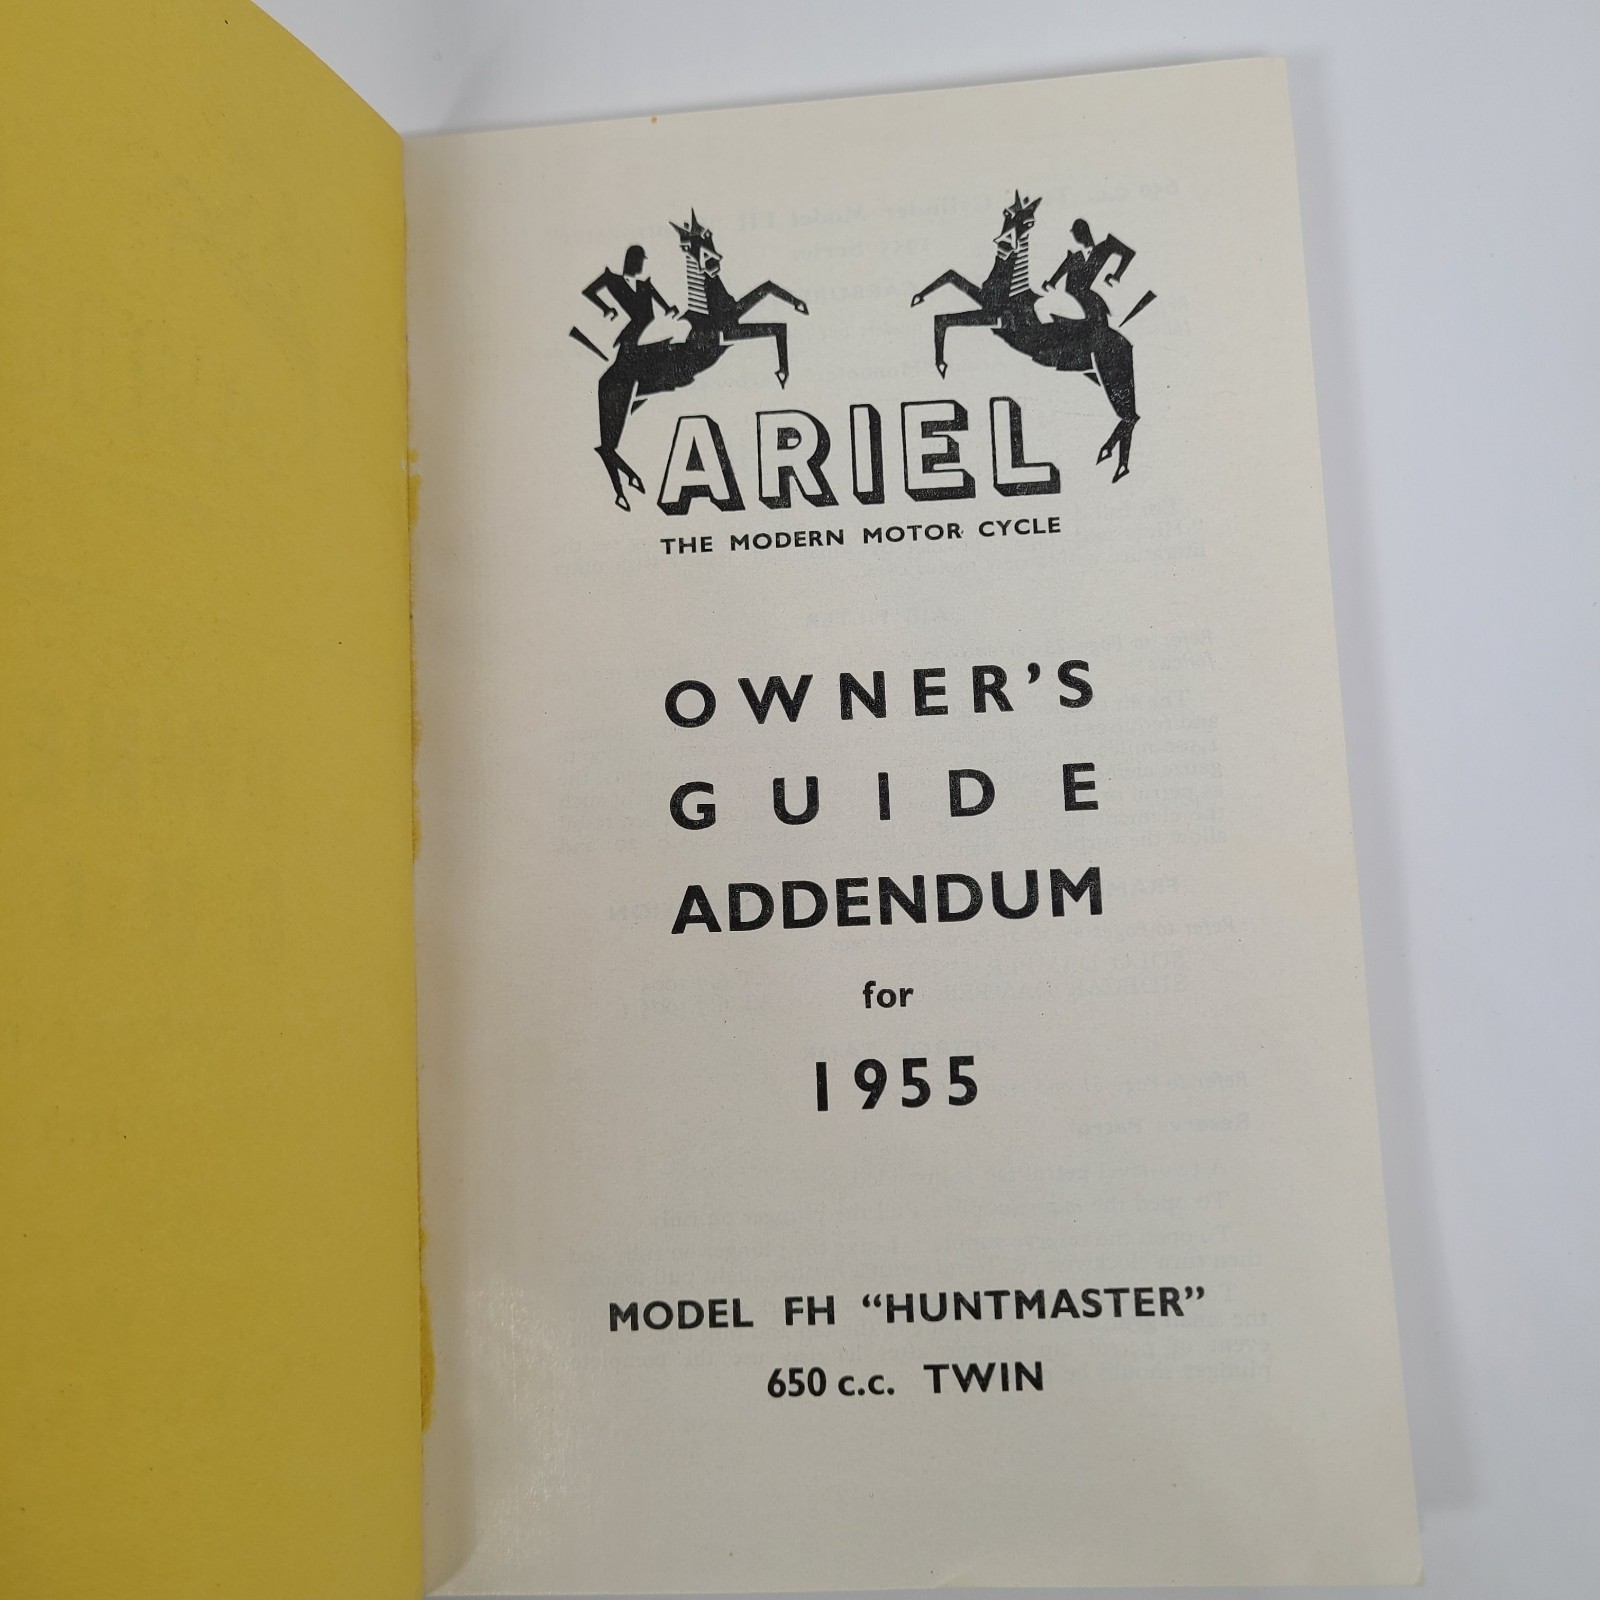 ARIEL
THE MODERN MOTOR CYCLE
OWNER'S
GUIDE
ADDENDUM
for
1955
MODEL FH “HUNTMASTER”
650 c.c. TWIN